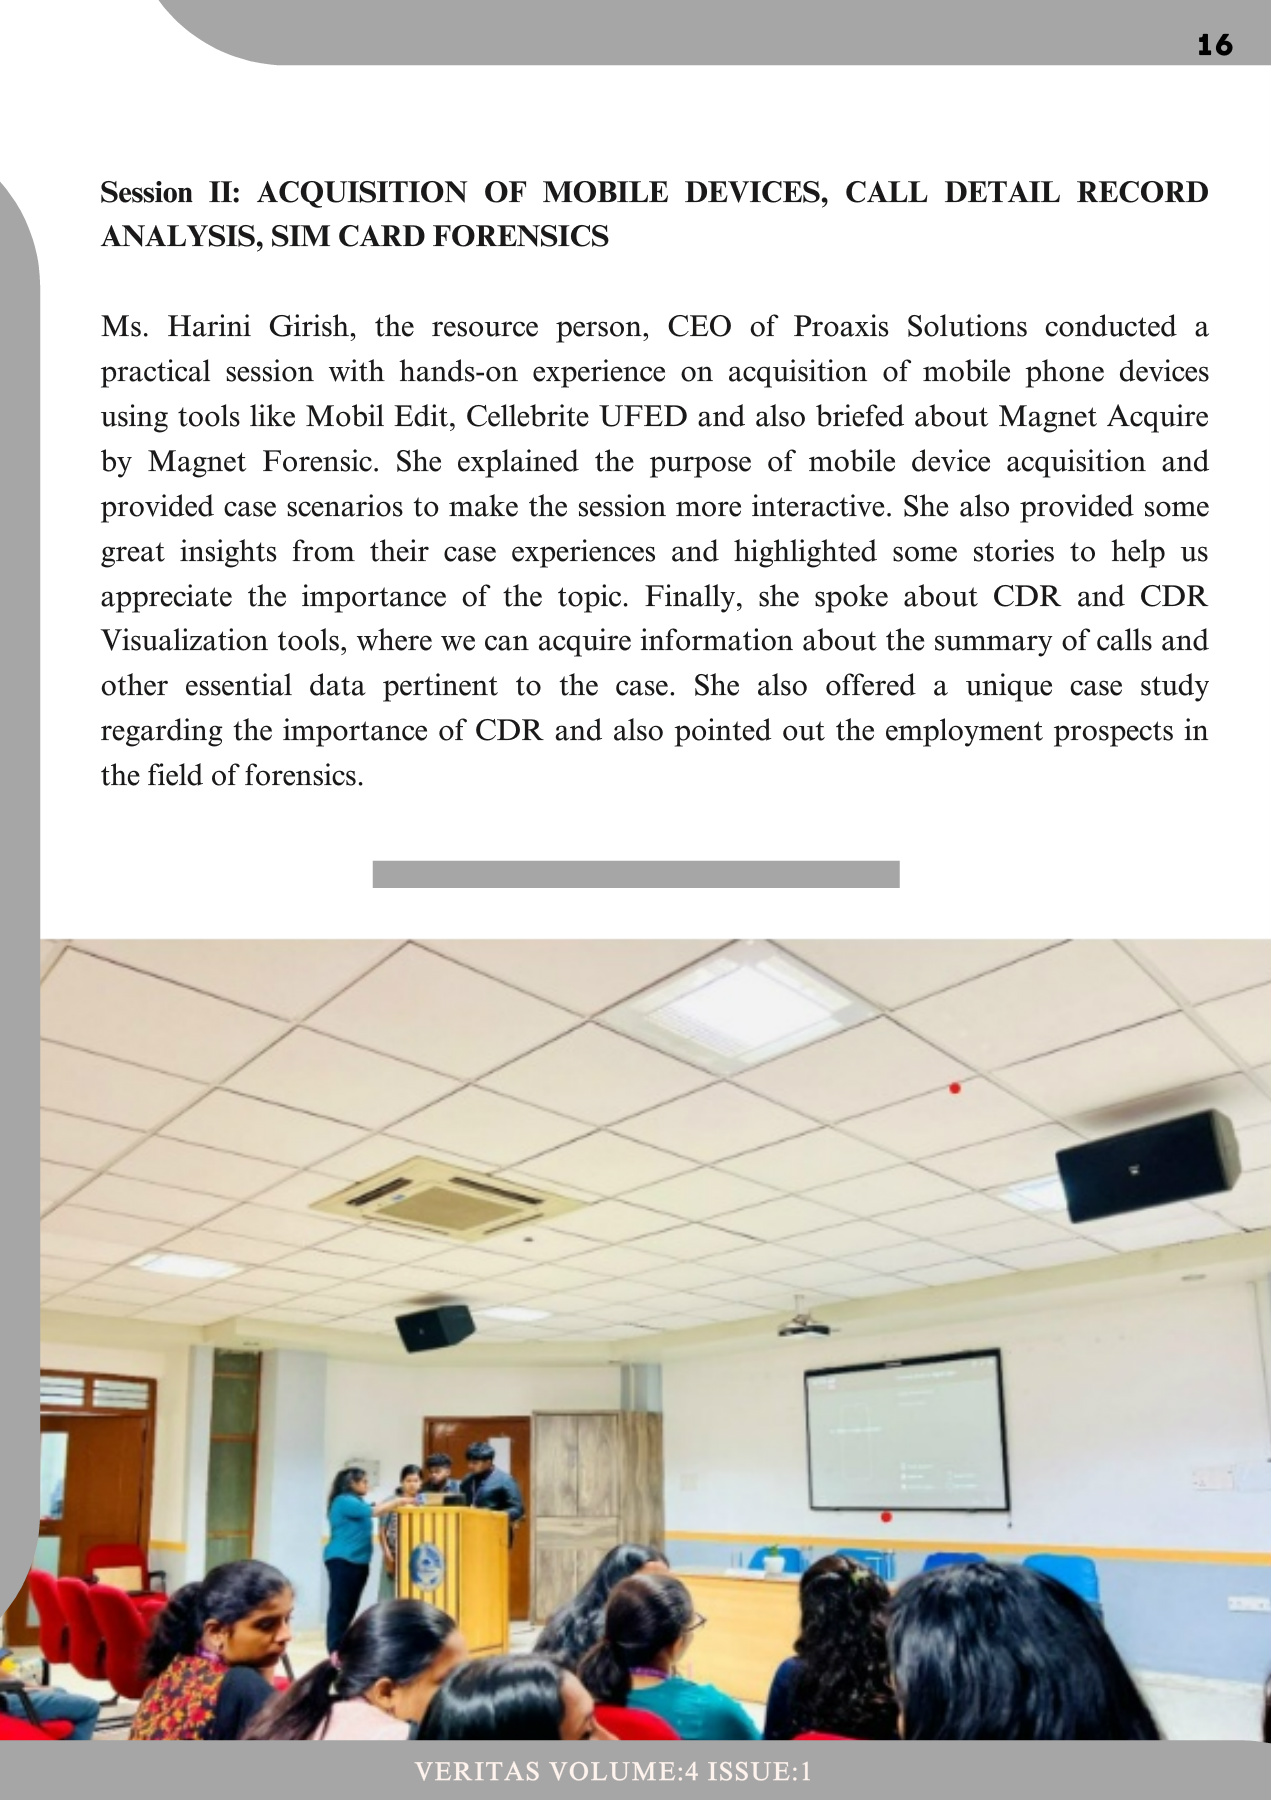 16
Session II: ACQUISITION OF MOBILE DEVICES, CALL DETAIL RECORD
ANALYSIS, SIM CARD FORENSICS
Ms. Harini Girish, the resource person, CEO of Proaxis Solutions conducted a
practical session with hands-on experience on acquisition of mobile phone devices
using tools like Mobil Edit, Cellebrite UFED and also briefed about Magnet Acquire
by Magnet Forensic. She explained the purpose of mobile device acquisition and
provided case scenarios to make the session more interactive. She also provided some
great insights from their case experiences and highlighted some stories to help us
appreciate the importance of the topic. Finally, she spoke about CDR and CDR
Visualization tools, where we can acquire information about the summary of calls and
other essential data pertinent to the case. She also offered a unique case study
regarding the importance of CDR and also pointed out the employment prospects in
the field of forensics.
VERITAS VOLUME:4 ISSUE:1